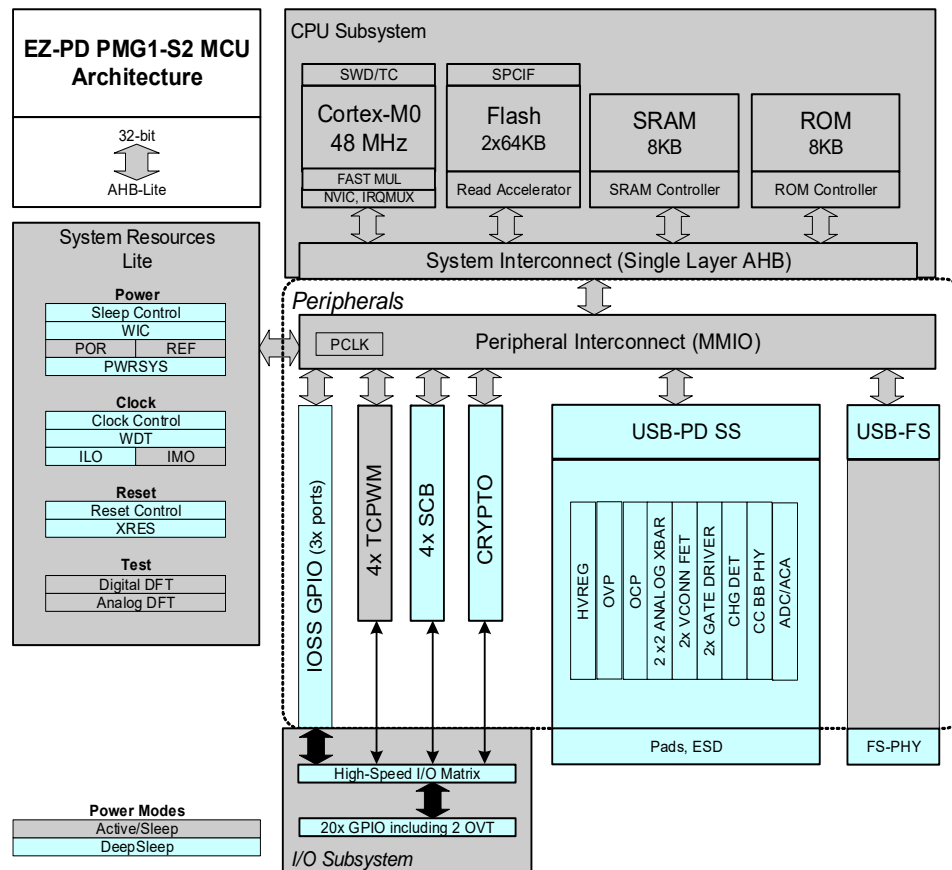 EZ-PD PMG1-S2 MCU
Architecture
32-bit
AHB-Lite
CPU Subsystem
SWD/TC
Cortex-M0
48 MHz
FAST MUL
NVIC, IRQMUX
SPCIF
Flash
2x64KB
Read Accelerator
SRAM
8KB
SRAM Controller
ROM
8KB
ROM Controller
System Interconnect (Single Layer AHB)
System Resources
Lite
Power
Sleep Control
WIC
POR REF
PWRSYS
Clock
Clock Control
WDT
ILO IMO
Reset
Reset Control
XRES
Test
Digital DFT
Analog DFT
Peripherals
PCLK
Peripheral Interconnect (MMIO)
IOSS GPIO (3x ports)
4x TCPWM
4x SCB
CRYPTO
USB-PD SS
HVREG
OVP
OCP
2 x2 ANALOG XBAR
2x VCONN FET
2x GATE DRIVER
CHG DET
CC BB PHY
ADC/ACA
Pads, ESD
USB-FS
FS-PHY
High-Speed I/O Matrix
20x GPIO including 2 OVT
I/O Subsystem
Power Modes
Active/Sleep
DeepSleep